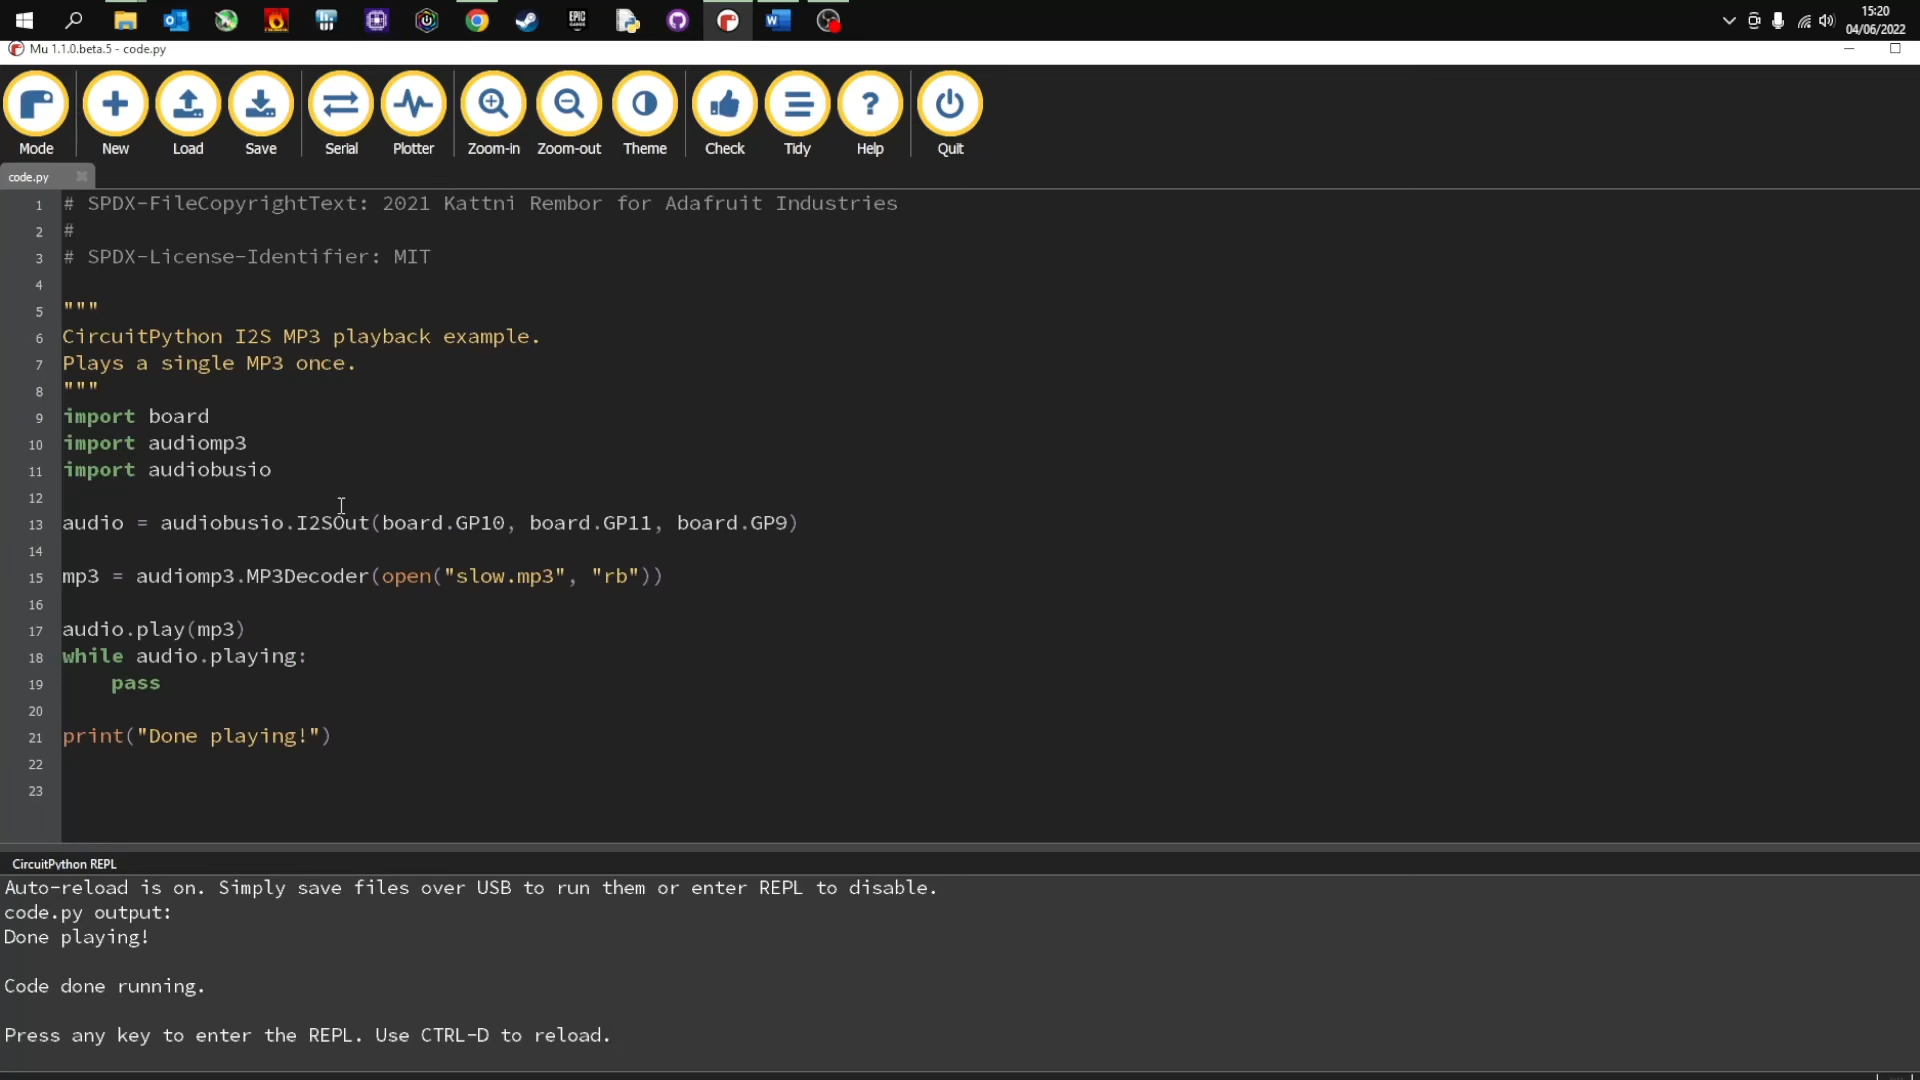 15:20
04/06/2022
Mu 1.1.0.beta.5 - code.py
Mode New Load Save Serial Plotter Zoom-in Zoom-out Theme Check Tidy Help Quit
code.py
1 # SPDX-FileCopyrightText: 2021 Kattni Rembor for Adafruit Industries
2 #
3 # SPDX-License-Identifier: MIT
4
5 """
6 CircuitPython I2S MP3 playback example.
7 Plays a single MP3 once.
8 """
9 import board
10 import audiomp3
11 import audiobusio
12
13 audio = audiobusio.I2SOut(board.GP10, board.GP11, board.GP9)
14
15 mp3 = audiomp3.MP3Decoder(open("slow.mp3", "rb"))
16
17 audio.play(mp3)
18 while audio.playing:
19     pass
20
21 print("Done playing!")
22
23
CircuitPython REPL
Auto-reload is on. Simply save files over USB to run them or enter REPL to disable.
code.py output:
Done playing!
Code done running.
Press any key to enter the REPL. Use CTRL-D to reload.